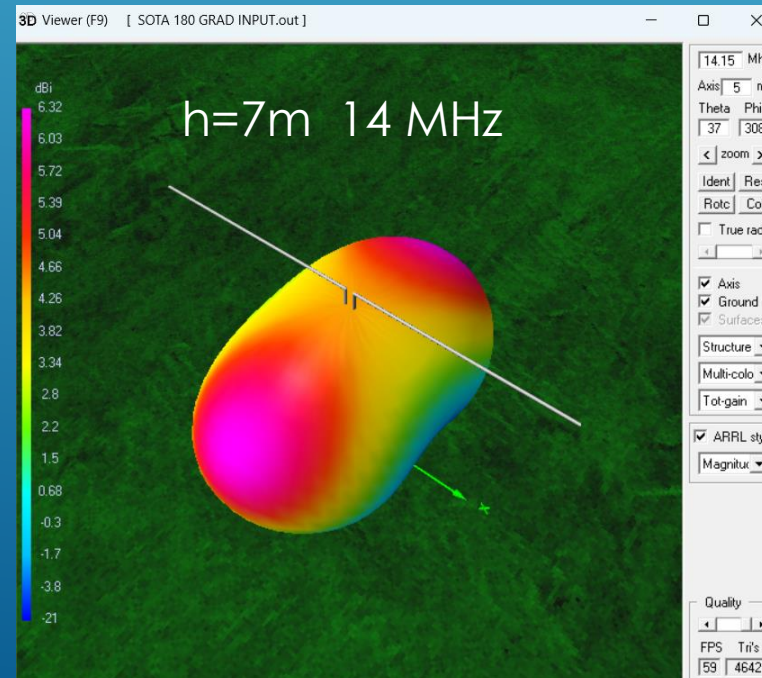 3D Viewer (F9) [ SOTA 180 GRAD INPUT.out ]
h=7m 14 MHz
dBi
6.32
6.03
5.72
5.39
5.04
4.66
4.26
3.82
3.34
2.8
2.2
1.5
0.68
-0.3
-1.7
-3.8
-21
x
14.15
Axis 5
Theta Phi
37 308
< zoom >
Ident
Rotc
True
Axis
Ground
Structure
Tot-gain
ARRL
Quality
FPS Tri's
59 4642